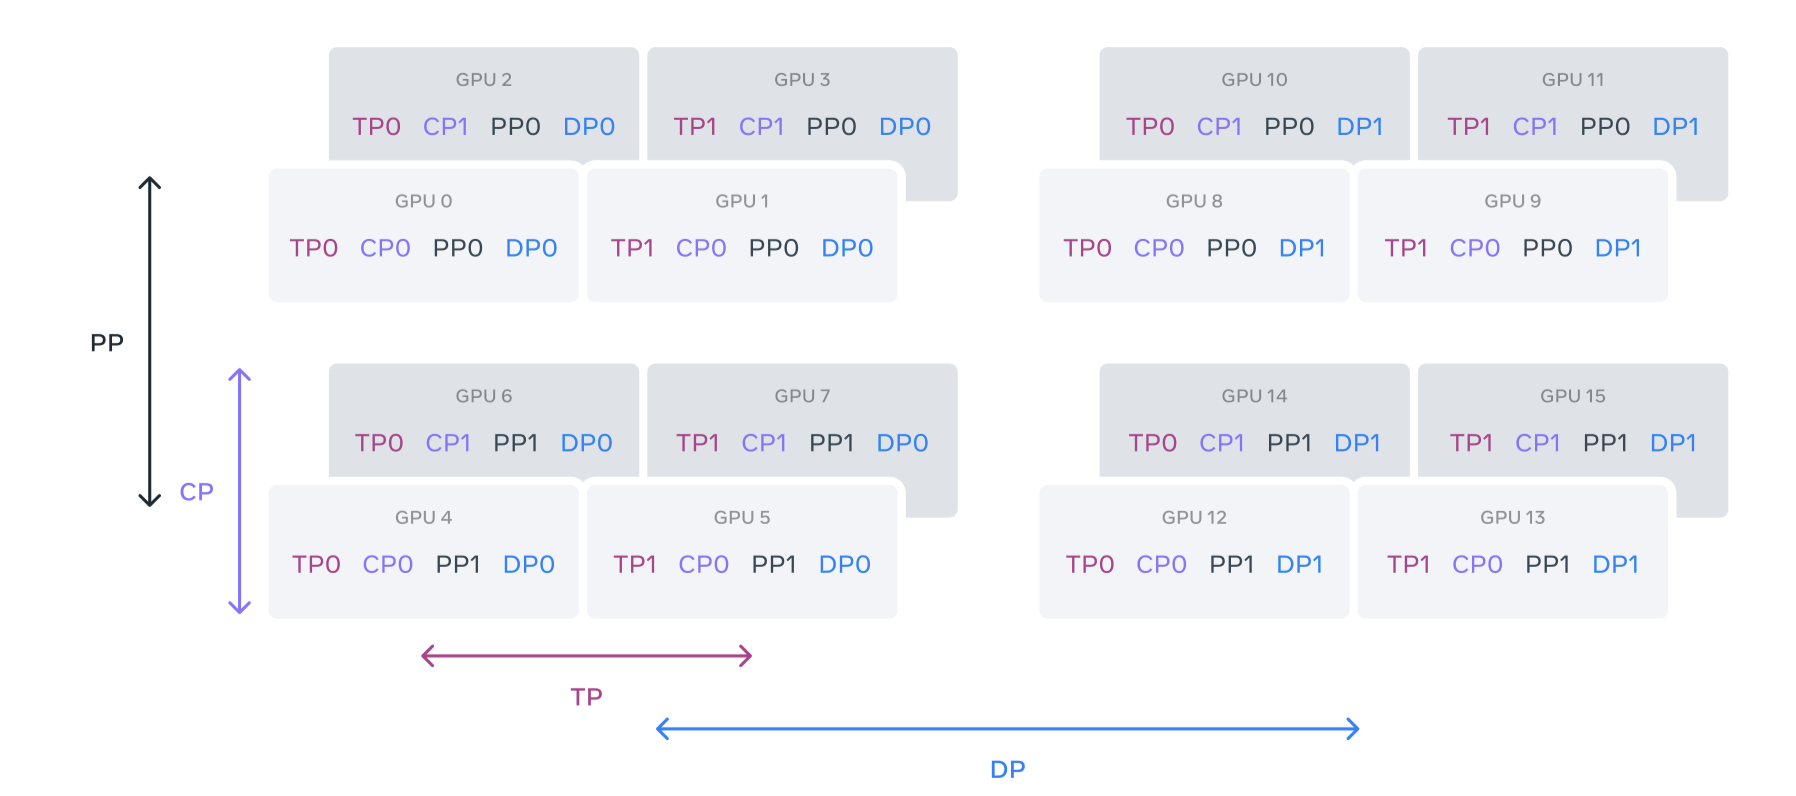 GPU 2 GPU 3 GPU 10 GPU 11
TP0 CP1 PP0 DP0 TP1 CP1 PP0 DP0 TP0 CP1 PP0 DP1 TP1 CP1 PP0 DP1
GPU 0 GPU 1 GPU 8 GPU 9
TP0 CP0 PP0 DP0 TP1 CP0 PP0 DP0 TP0 CP0 PP0 DP1 TP1 CP0 PP0 DP1
PP
GPU 6 GPU 7 GPU 14 GPU 15
TP0 CP1 PP1 DP0 TP1 CP1 PP1 DP0 TP0 CP1 PP1 DP1 TP1 CP1 PP1 DP1
CP
GPU 4 GPU 5 GPU 12 GPU 13
TP0 CP0 PP1 DP0 TP1 CP0 PP1 DP0 TP0 CP0 PP1 DP1 TP1 CP0 PP1 DP1
TP
DP